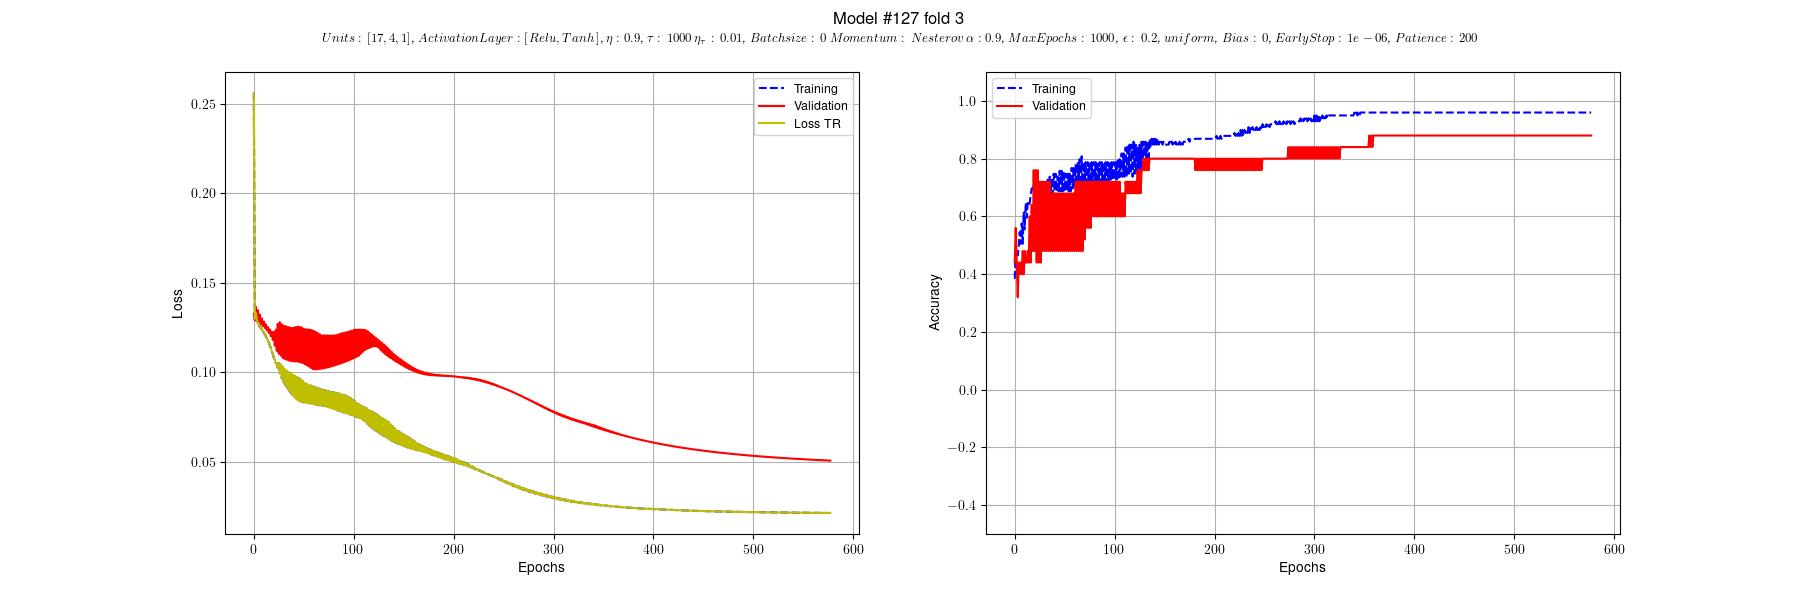 Model #127 fold 3
Units : [17, 4, 1], ActivationLayer : [Relu, Tanh], η : 0.9, τ : 1000 ητ : 0.01, Batchsize : 0 Momentum : Nesterov α : 0.9, MaxEpochs : 1000, ϵ : 0.2, uniform, Bias : 0, EarlyStop : 1e − 06, Patience : 200
Training
Validation
Loss TR
0.25
0.20
0.15
0.10
0.05
Loss
0 100 200 300 400 500 600
Epochs
Training
Validation
1.0
0.8
0.6
0.4
0.2
0.0
−0.2
−0.4
Accuracy
0 100 200 300 400 500 600
Epochs